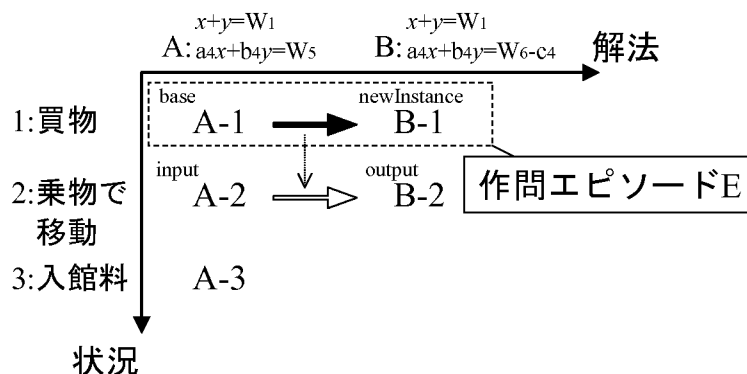 x+y=W1
A: a4x+b4y=W5
x+y=W1
B: a4x+b4y=W6-c4
解法
base
newInstance
1:買物
A-1
B-1
input
output
2:乗物で
移動
A-2
B-2
作問エピソードE
3:入館料
A-3
状況